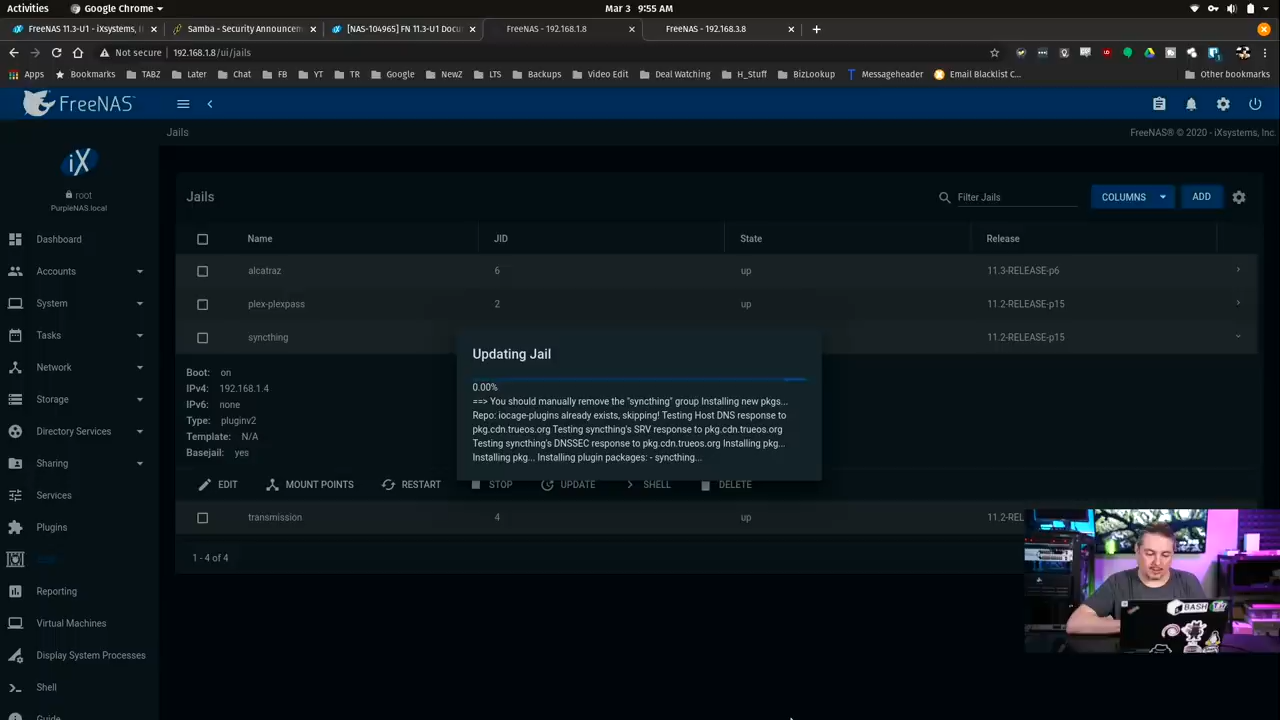 Activities
Google Chrome
Mar 3 9:55 AM
FreeNAS 11.3-U1 - iXsystems, I
Samba - Security Announcem
[NAS-104965] FN 11.3-U1 Docu
FreeNAS - 192.168.1.8
FreeNAS - 192.168.3.8
Not secure
192.168.1.8/ui/jails
Apps
Bookmarks
TABZ
Later
Chat
FB
YT
TR
Google
NewZ
LTS
Backups
Video Edit
Deal Watching
H_Stuff
BizLookup
Messageheader
Email Blacklist C...
Other bookmarks
FreeNAS
Jails
FreeNAS® © 2020 - iXsystems, Inc.
iX
root
PurpleNAS.local
Dashboard
Accounts
System
Tasks
Network
Storage
Directory Services
Sharing
Services
Plugins
Reporting
Virtual Machines
Display System Processes
Shell
Guide
Jails
Filter Jails
COLUMNS
ADD
Name
JID
State
Release
alcatraz
6
up
11.3-RELEASE-p6
plex-plexpass
2
up
11.2-RELEASE-p15
syncthing
11.2-RELEASE-p15
Boot: on
IPv4: 192.168.1.4
IPv6: none
Type: pluginv2
Template: N/A
Basejail: yes
Updating Jail
0.00%
==> You should manually remove the "syncthing" group Installing new pkgs...
Repo: iocage-plugins already exists, skipping! Testing Host DNS response to
pkg.cdn.trueos.org Testing syncthing's SRV response to pkg.cdn.trueos.org
Testing syncthing's DNSSEC response to pkg.cdn.trueos.org Installing pkg...
Installing pkg... Installing plugin packages: - syncthing...
EDIT
MOUNT POINTS
RESTART
STOP
UPDATE
SHELL
DELETE
transmission
4
up
11.2-REL
1 - 4 of 4
BASH